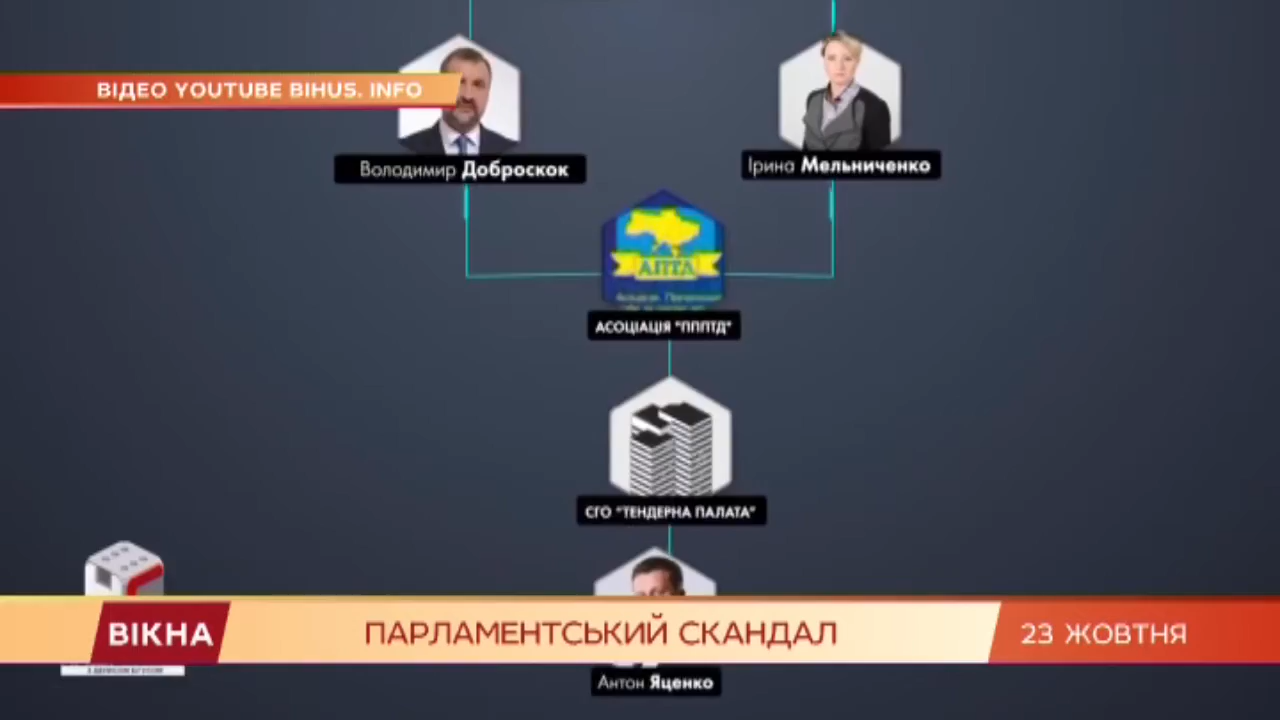 ВІДЕО YOUTUBE BIHUS. INFO
Володимир Доброскок
Ірина Мельниченко
АПТД
АСОЦІАЦІЯ "ПППТД"
СГО "ТЕНДЕРНА ПАЛАТА"
ВІКНА
ПАРЛАМЕНТСЬКИЙ СКАНДАЛ
23 ЖОВТНЯ
Антон Яценко